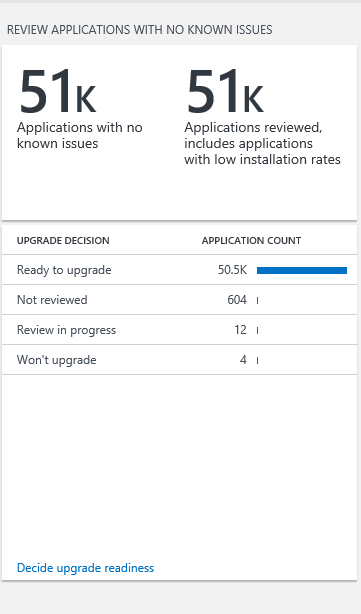 REVIEW APPLICATIONS WITH NO KNOWN ISSUES
51K 51K
Applications with no
known issues
Applications reviewed,
includes applications
with low installation rates
UPGRADE DECISION APPLICATION COUNT
Ready to upgrade 50.5K
Not reviewed 604
Review in progress 12
Won't upgrade 4
Decide upgrade readiness